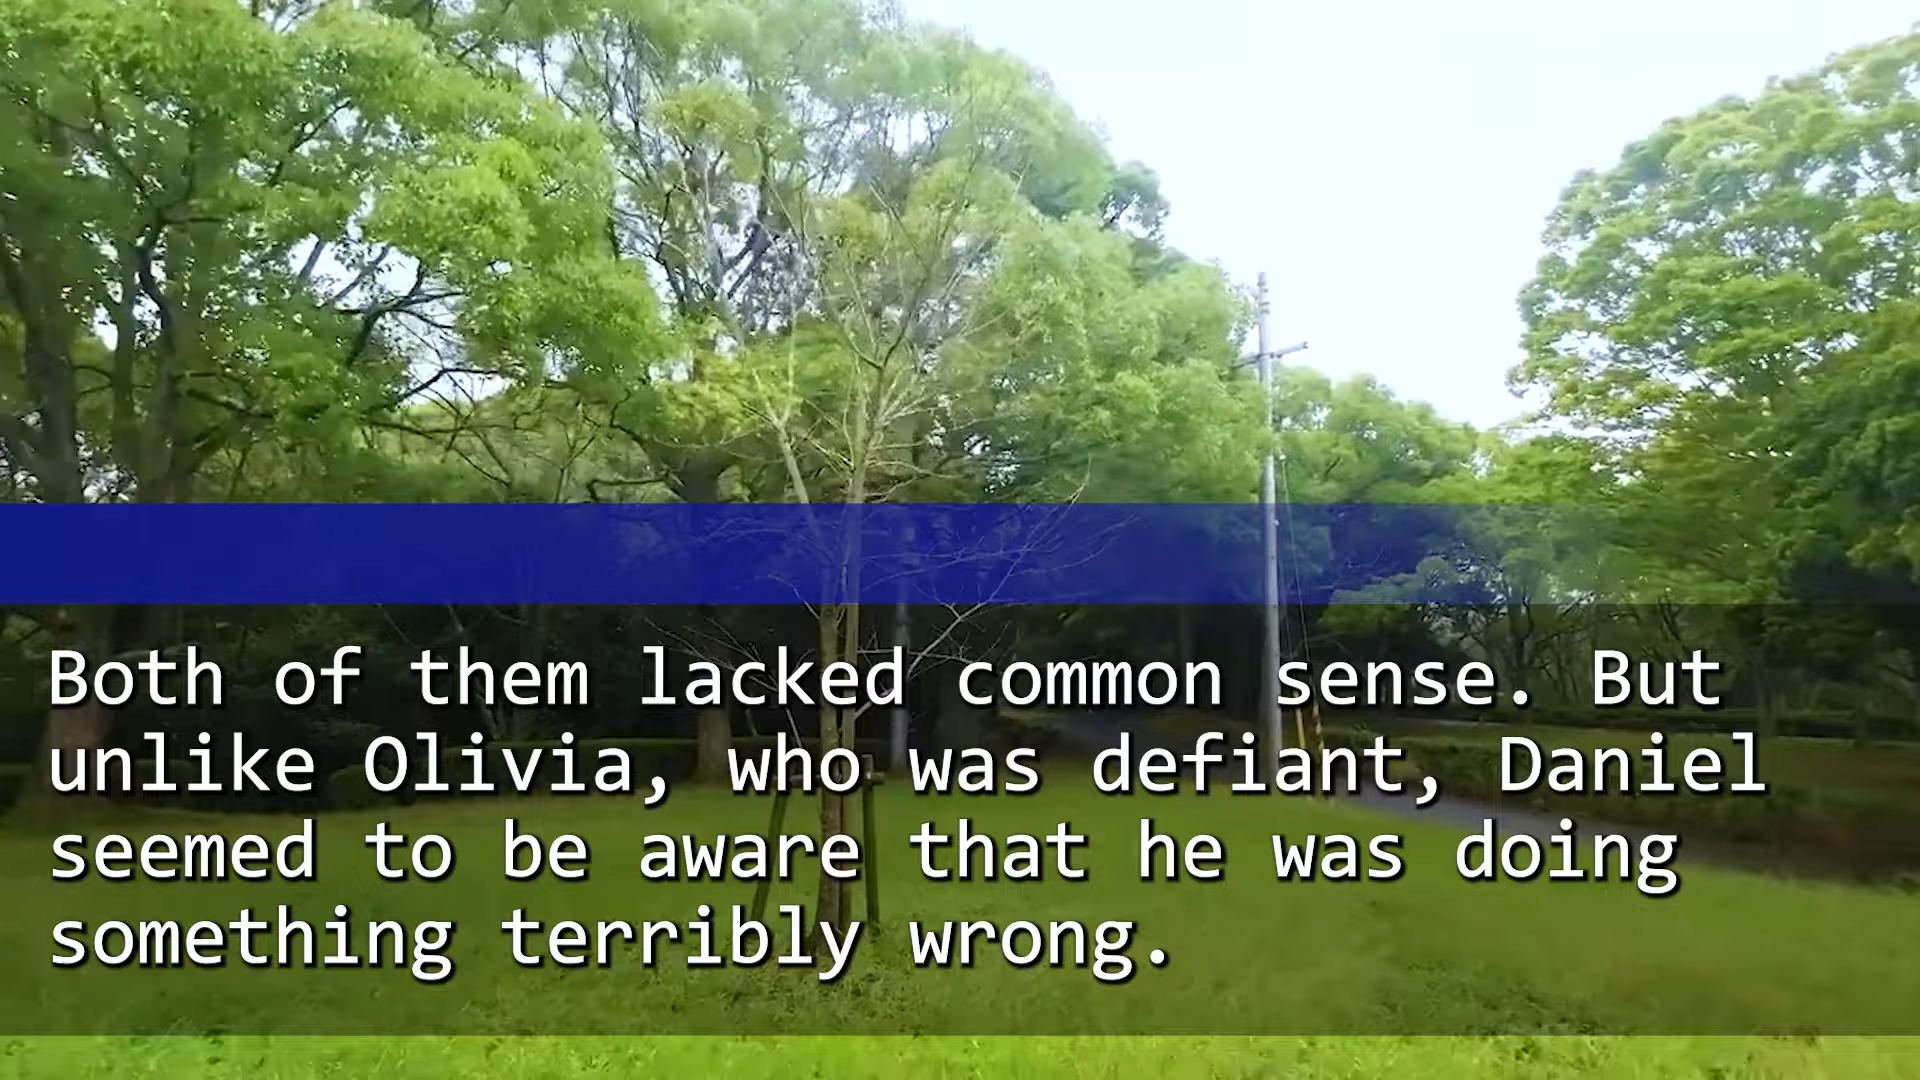 Both of them lacked common sense. But
unlike Olivia, who was defiant, Daniel
seemed to be aware that he was doing
something terribly wrong.